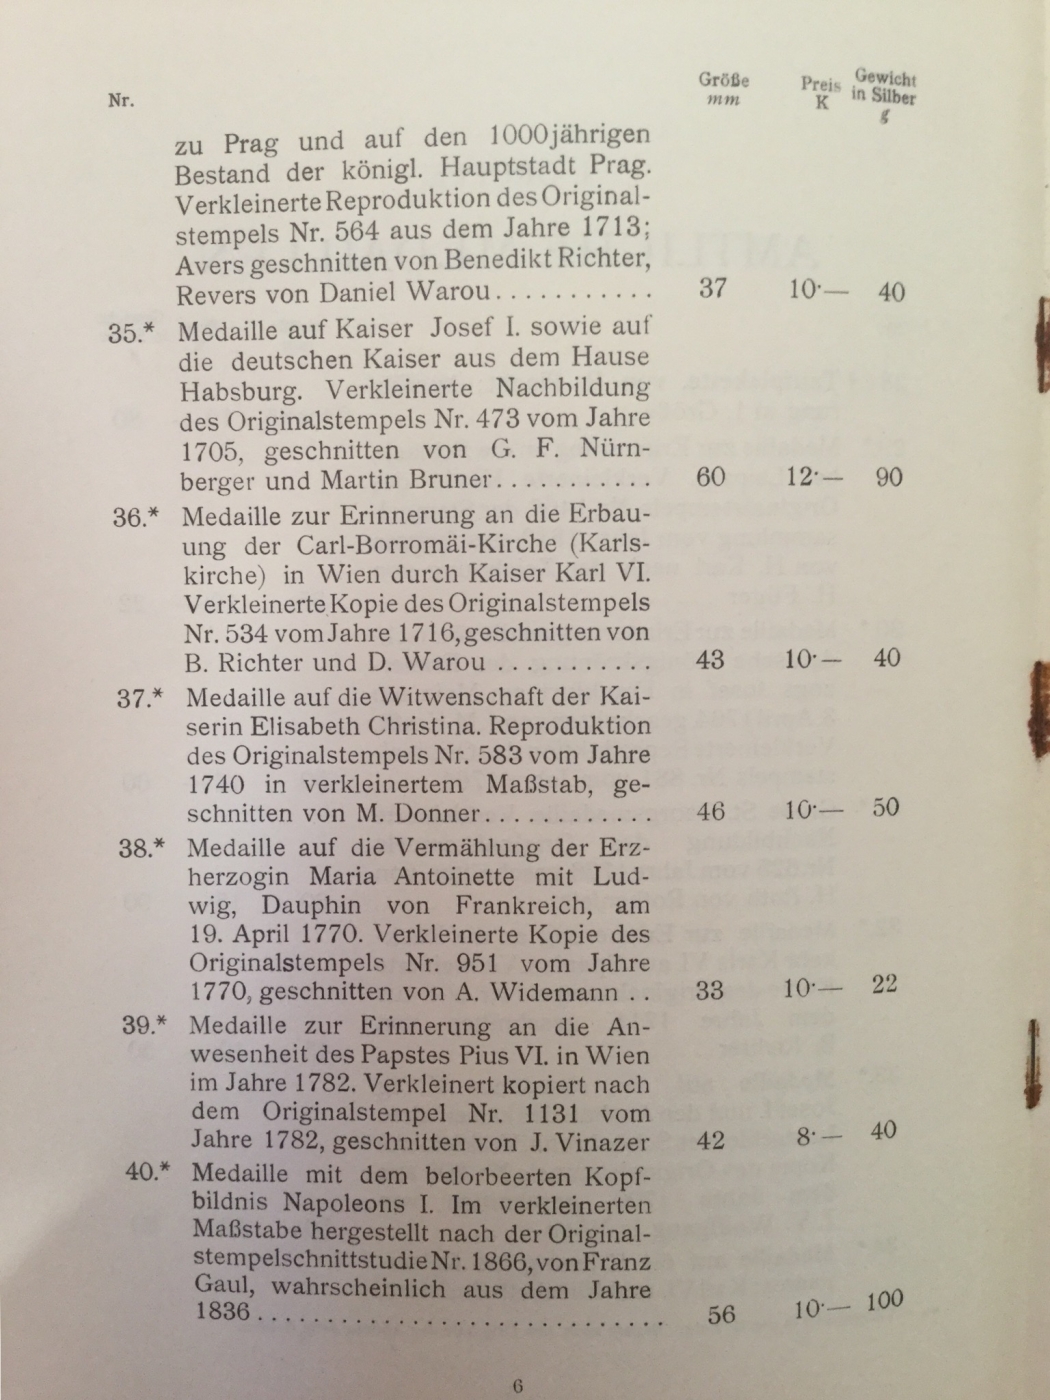 Nr. Größe mm Preis K Gewicht in Silber g
zu Prag und auf den 1000jährigen
Bestand der königl. Hauptstadt Prag.
Verkleinerte Reproduktion des Original-
stempels Nr. 564 aus dem Jahre 1713;
Avers geschnitten von Benedikt Richter,
Revers von Daniel Warou . . . . . . . . . . . 37 10·— 40
35.* Medaille auf Kaiser Josef I. sowie auf
die deutschen Kaiser aus dem Hause
Habsburg. Verkleinerte Nachbildung
des Originalstempels Nr. 473 vom Jahre
1705, geschnitten von G. F. Nürn-
berger und Martin Bruner. . . . . . . . . . . 60 12·— 90
36.* Medaille zur Erinnerung an die Erbau-
ung der Carl-Borromäi-Kirche (Karls-
kirche) in Wien durch Kaiser Karl VI.
Verkleinerte Kopie des Originalstempels
Nr. 534 vom Jahre 1716, geschnitten von
B. Richter und D. Warou . . . . . . . . . . . 43 10·— 40
37.* Medaille auf die Witwenschaft der Kai-
serin Elisabeth Christina. Reproduktion
des Originalstempels Nr. 583 vom Jahre
1740 in verkleinertem Maßstab, ge-
schnitten von M. Donner. . . . . . . . . . . . 46 10·— 50
38.* Medaille auf die Vermählung der Erz-
herzogin Maria Antoinette mit Lud-
wig, Dauphin von Frankreich, am
19. April 1770. Verkleinerte Kopie des
Originalstempels Nr. 951 vom Jahre
1770, geschnitten von A. Widemann . . 33 10·— 22
39.* Medaille zur Erinnerung an die An-
wesenheit des Papstes Pius VI. in Wien
im Jahre 1782. Verkleinert kopiert nach
dem Originalstempel Nr. 1131 vom
Jahre 1782, geschnitten von J. Vinazer 42 8·— 40
40.* Medaille mit dem belorbeerten Kopf-
bildnis Napoleons I. Im verkleinerten
Maßstabe hergestellt nach der Original-
stempelschnittstudie Nr. 1866, von Franz
Gaul, wahrscheinlich aus dem Jahre
1836 . . . . . . . . . . . . . . . . . . . . . . . . . . . 56 10·— 100
6